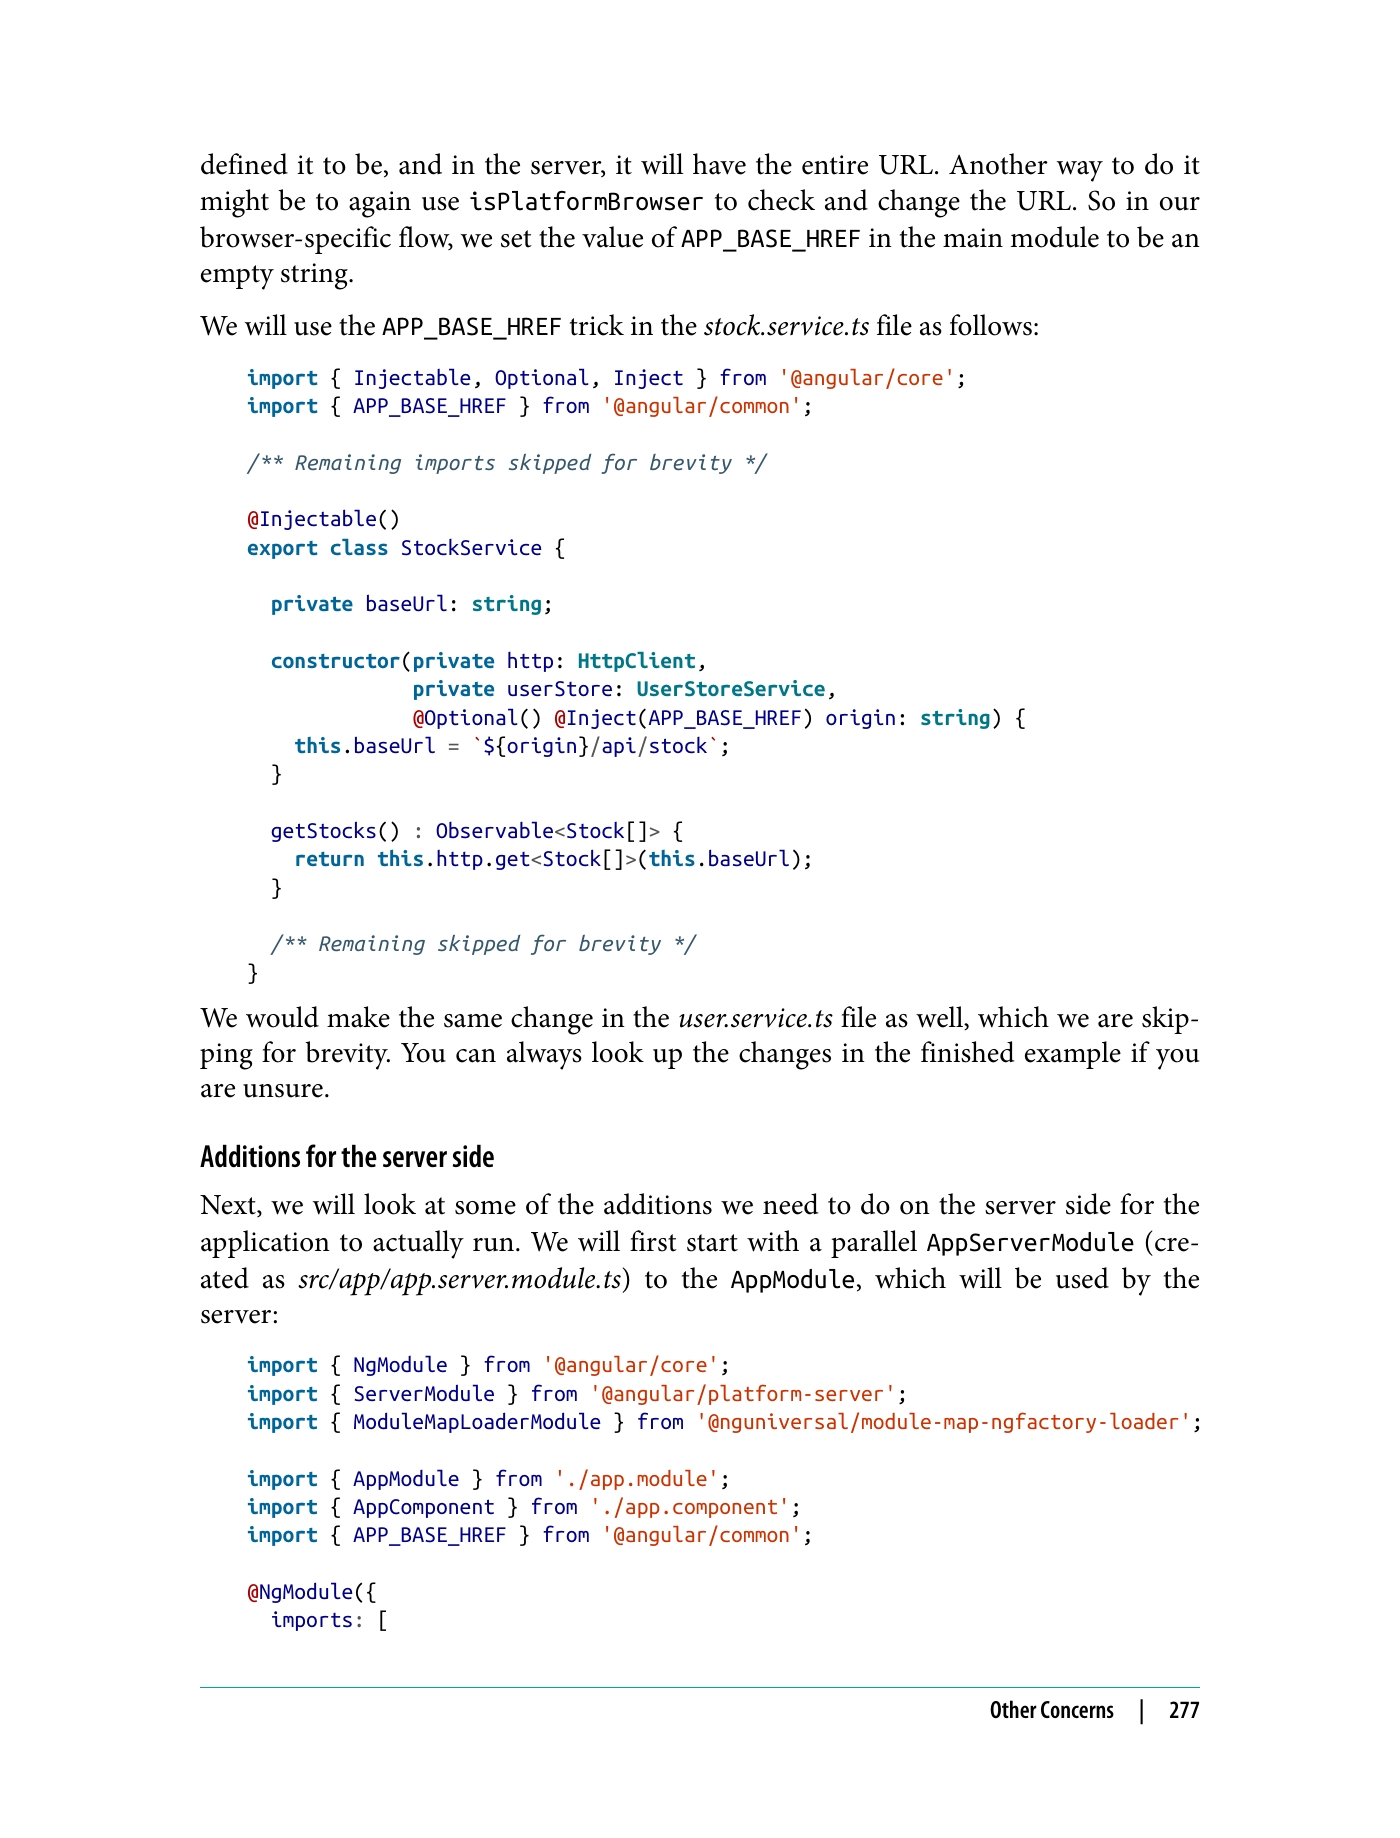 defined it to be, and in the server, it will have the entire URL. Another way to do it
might be to again use isPlatformBrowser to check and change the URL. So in our
browser-specific flow, we set the value of APP_BASE_HREF in the main module to be an
empty string.
We will use the APP_BASE_HREF trick in the stock.service.ts file as follows:
import { Injectable, Optional, Inject } from '@angular/core';
import { APP_BASE_HREF } from '@angular/common';
/** Remaining imports skipped for brevity */
@Injectable()
export class StockService {
  private baseUrl: string;
  constructor(private http: HttpClient,
              private userStore: UserStoreService,
              @Optional() @Inject(APP_BASE_HREF) origin: string) {
    this.baseUrl = `${origin}/api/stock`;
  }
  getStocks() : Observable<Stock[]> {
    return this.http.get<Stock[]>(this.baseUrl);
  }
  /** Remaining skipped for brevity */
}
We would make the same change in the user.service.ts file as well, which we are skip-
ping for brevity. You can always look up the changes in the finished example if you
are unsure.
Additions for the server side
Next, we will look at some of the additions we need to do on the server side for the
application to actually run. We will first start with a parallel AppServerModule (cre-
ated as src/app/app.server.module.ts) to the AppModule, which will be used by the
server:
import { NgModule } from '@angular/core';
import { ServerModule } from '@angular/platform-server';
import { ModuleMapLoaderModule } from '@nguniversal/module-map-ngfactory-loader';
import { AppModule } from './app.module';
import { AppComponent } from './app.component';
import { APP_BASE_HREF } from '@angular/common';
@NgModule({
  imports: [
Other Concerns | 277